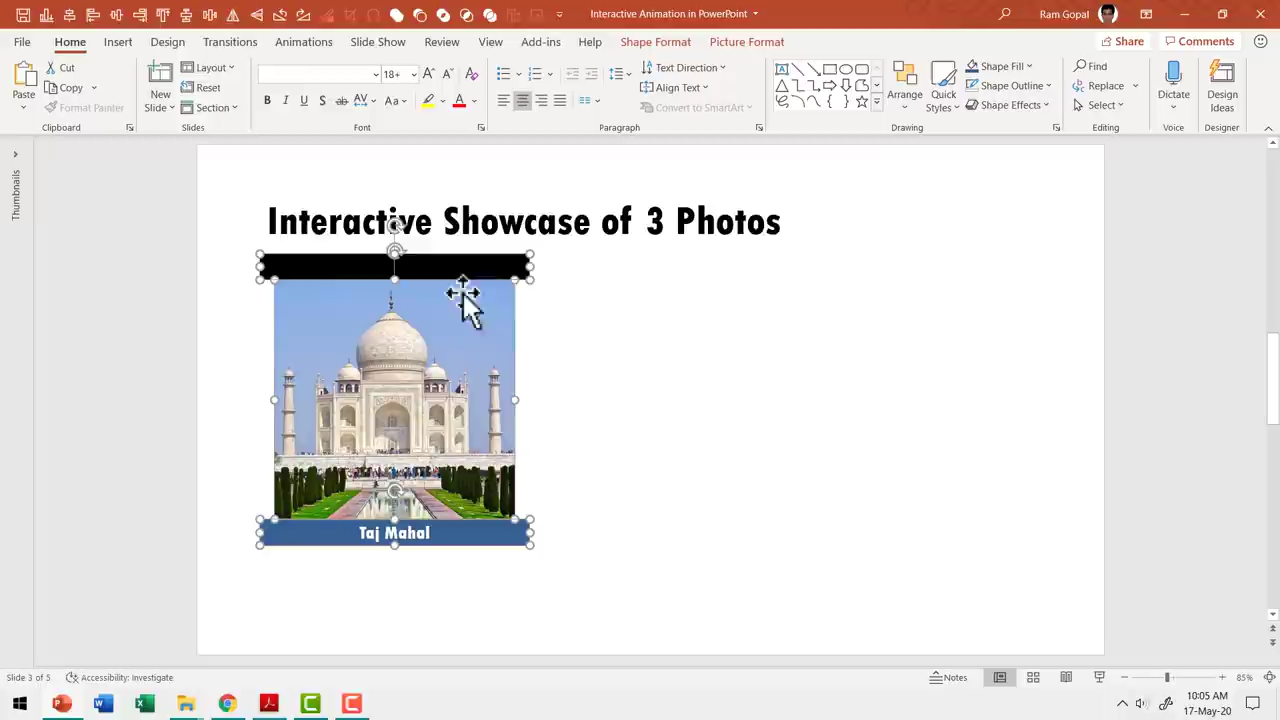 Interactive Animation in PowerPoint
Ram Gopal
File Home Insert Design Transitions Animations Slide Show Review View Add-ins Help Shape Format Picture Format Share Comments
Paste
Cut
Copy
Format Painter
Clipboard
New Slide
Layout
Reset
Section
Slides
18+
Font
Text Direction
Align Text
Convert to SmartArt
Paragraph
Arrange
Quick Styles
Shape Fill
Shape Outline
Shape Effects
Drawing
Find
Replace
Select
Editing
Dictate
Voice
Design Ideas
Designer
Thumbnails
Interactive Showcase of 3 Photos
Taj Mahal
Slide 3 of 5 Accessibility: Investigate Notes 85%
10:05 AM
17-May-20